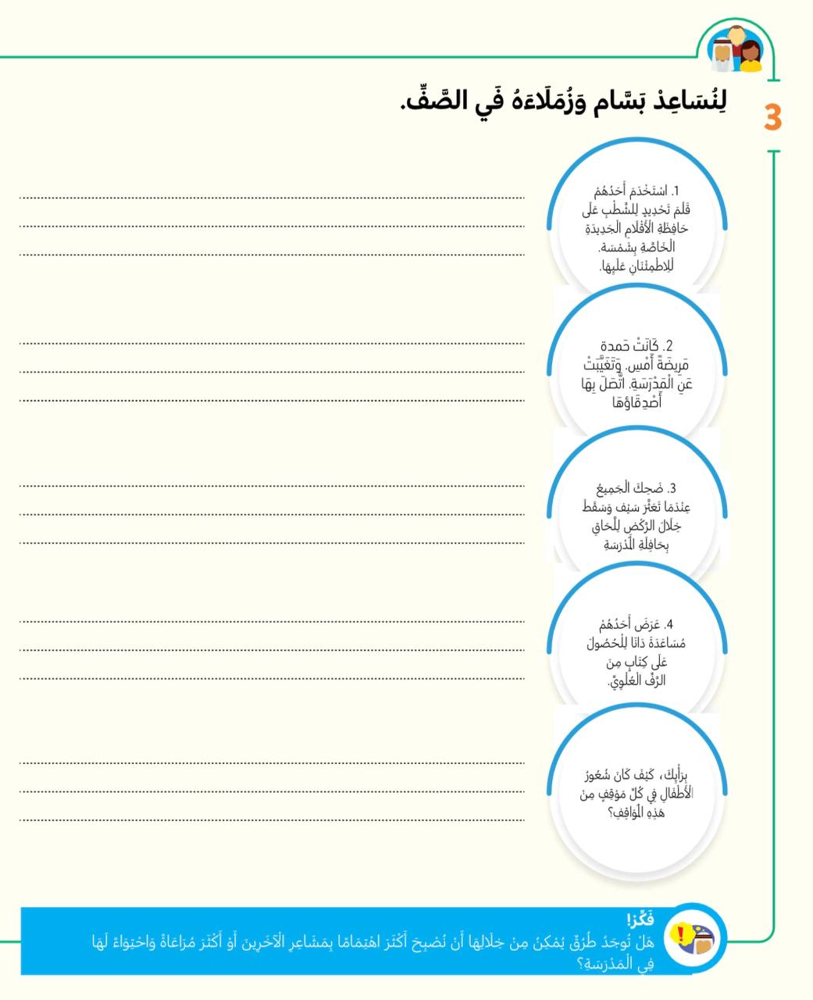 3
لِنُسَاعِدْ بَسَّام وَزُمَلَاءَهُ فَي الصَّفِّ.
1. اسْتَخْدَمَ أَحَدُهُمْ
قَلَمَ تَحْدِيدٍ لِلشَّطْبِ عَلَى
حَافِظَةِ الْأَقْلَامِ الْجَدِيدَةِ
الْخَاصَّةِ بِشَمْسَة.
لْلِاطْمِئْنَانِ عَلَيْهَا.
2. كَانَتْ حَمدة
مَرِيضَةً أَمْسِ. وَتَغَيَّبَتْ
عَنِ الْمَدْرَسَةِ. اتَّصَلَ بِهَا
أَصْدِقَاؤهَا
3. ضَحِكَ الْجَمِيعُ
عِنْدَمَا تَعَثَّرَ سَيْف وَسَقَطَ
خِلَالَ الرَّكْضِ لِلَّحَاقِ
بِحَافِلَةِ الْمَدْرَسَةِ
4. عَرَضَ أَحَدُهُمْ
مُسَاعَدَةَ دَانَا لِلْحُصُولَ
عَلَى كِتَابٍ مِنَ
الرَّفِّ الْعُلْوِيِّ.
بِرَأْيِكَ، كَيْفَ كَانَ شُعُورُ
الْأَطْفَالِ فِي كُلِّ مَوْقِفٍ مِنْ
هَذِهِ الْمَوَاقِفِ؟
فَكِّرْ!
هَلْ تُوجَدُ طُرُقٌ يُمْكِنُ مِنْ خِلَالِهَا أَنْ نُصْبِحَ أَكْثَرَ اهْتِمَامًا بِمَشَاعِرِ الْآخَرِينَ أَوْ أَكْثَرَ مُرَاعَاةً وَاحْتِوَاءً لَهَا
فِي الْمَدْرَسَةِ؟